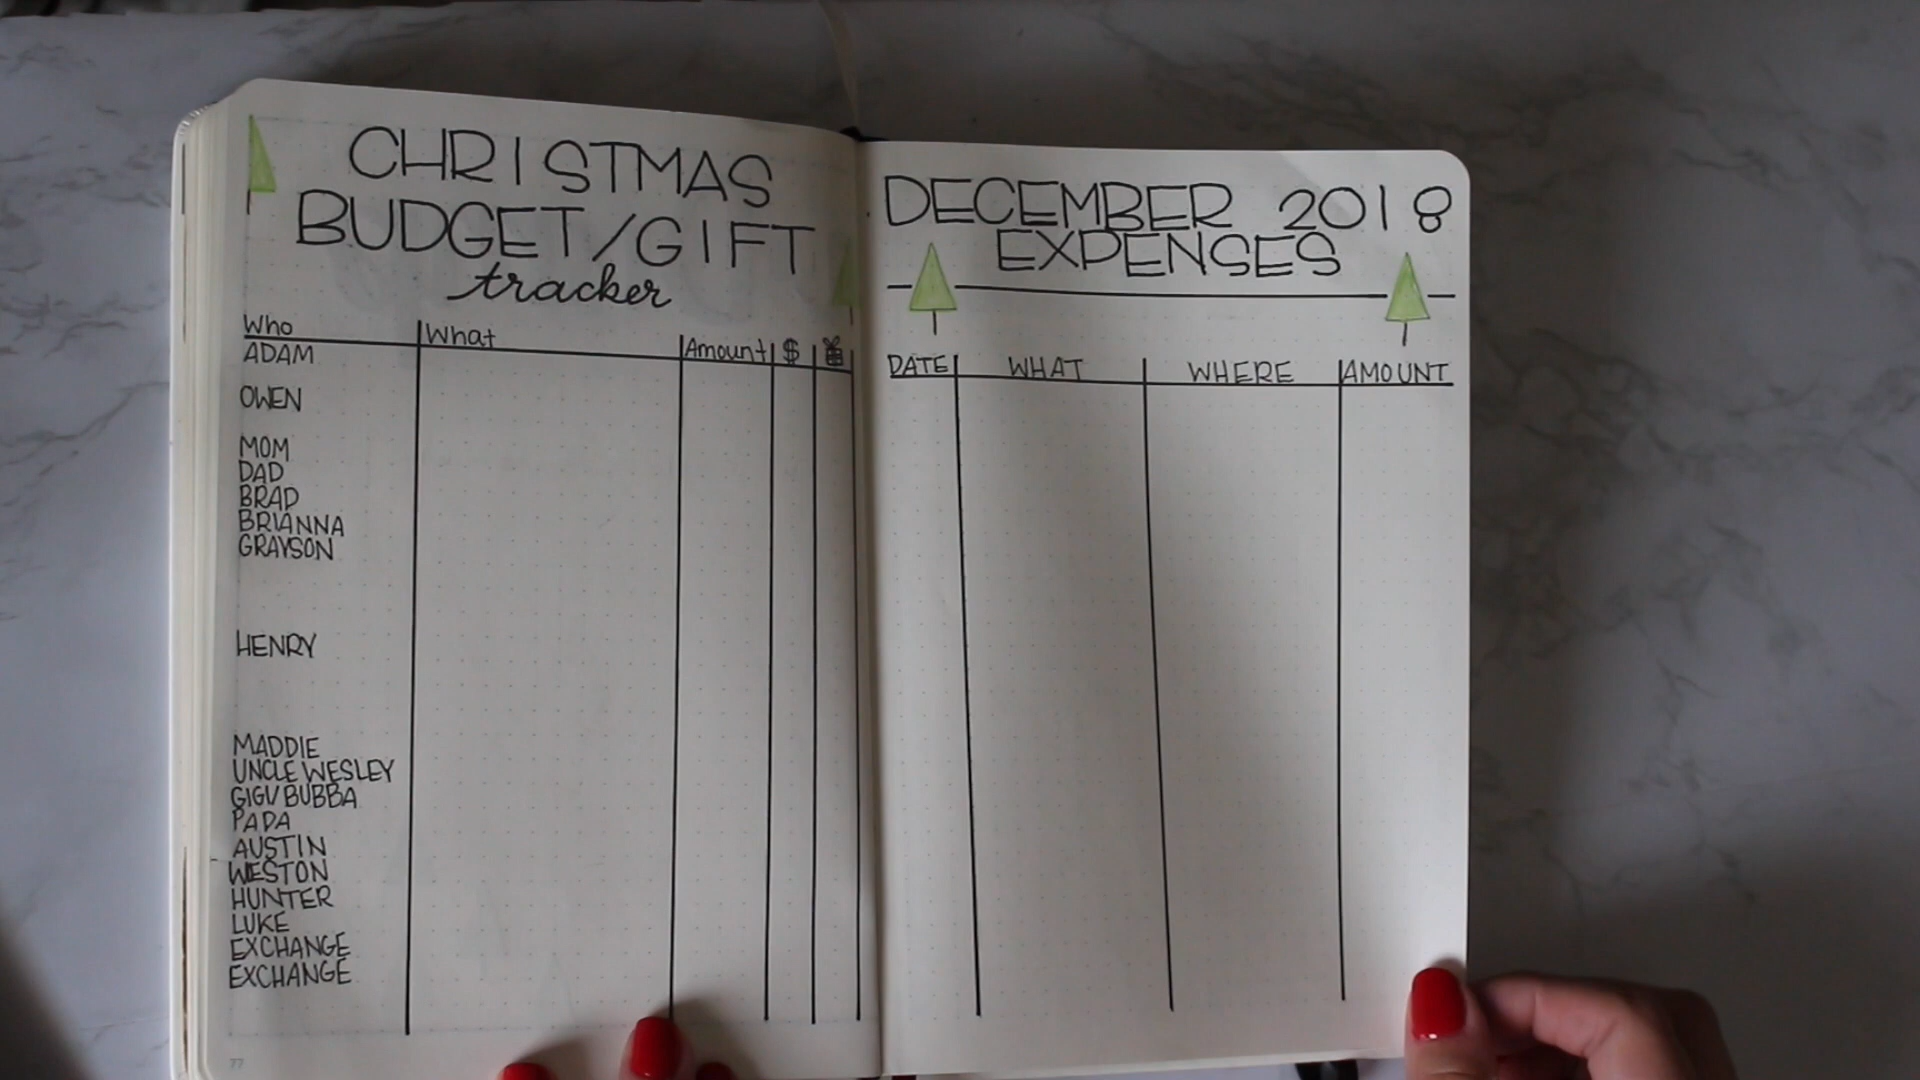 CHRISTMAS
BUDGET/GIFT
tracker
Who What Amount $
ADAM
OWEN
MOM
DAD
BRAD
BRIANNA
GRAYSON
HENRY
MADDIE
UNCLE WESLEY
GIGI/BUBBA
PAPA
AUSTIN
WESTON
HUNTER
LUKE
EXCHANGE
EXCHANGE
77
DECEMBER 2018
EXPENSES
DATE WHAT WHERE AMOUNT